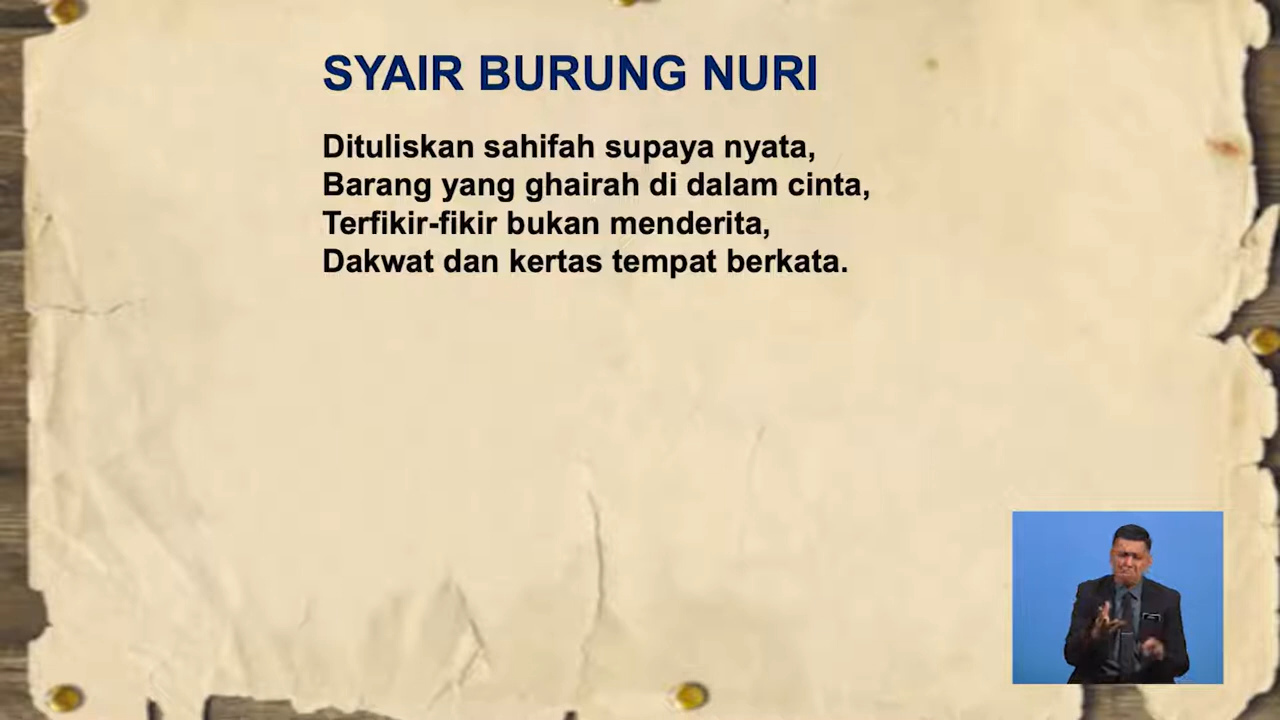 SYAIR BURUNG NURI
Dituliskan sahifah supaya nyata,
Barang yang ghairah di dalam cinta,
Terfikir-fikir bukan menderita,
Dakwat dan kertas tempat berkata.